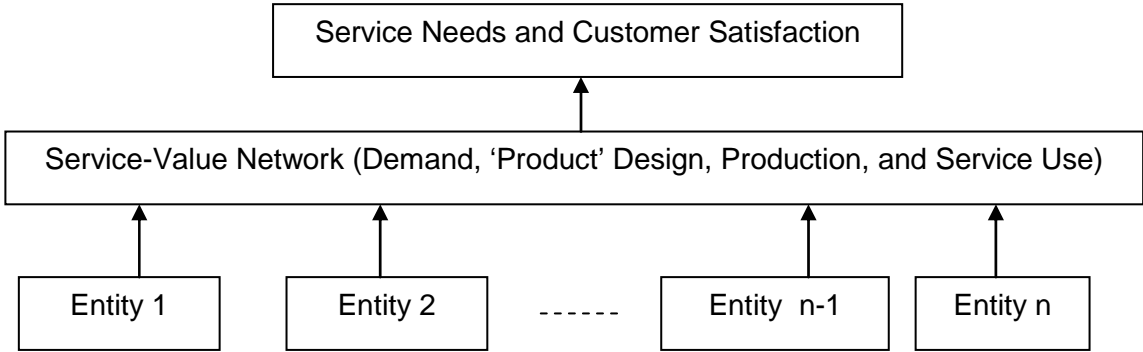 Service Needs and Customer Satisfaction
Service-Value Network (Demand, ‘Product’ Design, Production, and Service Use)
Entity 1
Entity 2
------
Entity n-1
Entity n